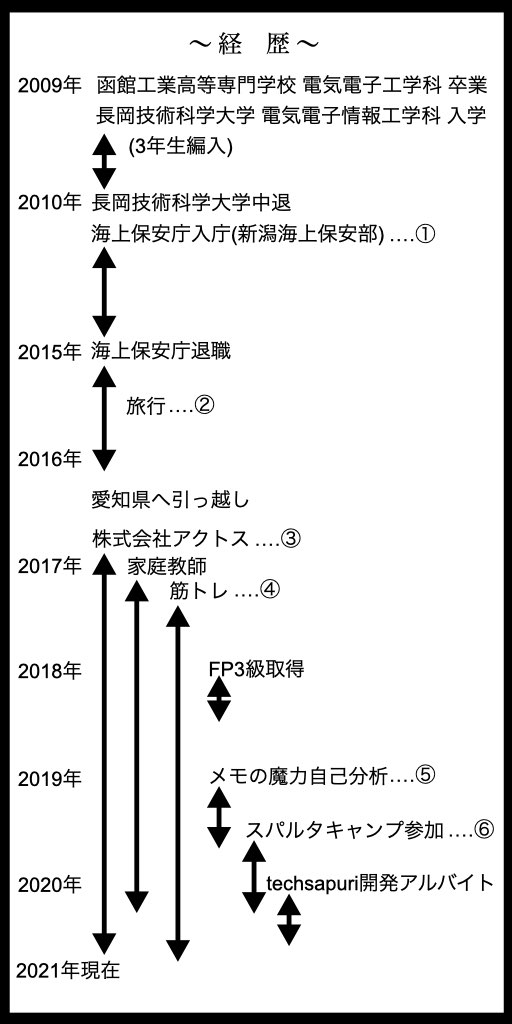 〜経 歴〜
2009年 函館工業高等専門学校 電気電子工学科 卒業
長岡技術科学大学 電気電子情報工学科 入学
(3年生編入)
2010年 長岡技術科学大学中退
海上保安庁入庁(新潟海上保安部) ....①
2015年 海上保安庁退職
旅行 ....②
2016年
愛知県へ引っ越し
株式会社アクトス ....③
2017年 家庭教師
筋トレ ....④
2018年 FP3級取得
2019年 メモの魔力自己分析....⑤
スパルタキャンプ参加 ....⑥
2020年 techsapuri開発アルバイト
2021年現在